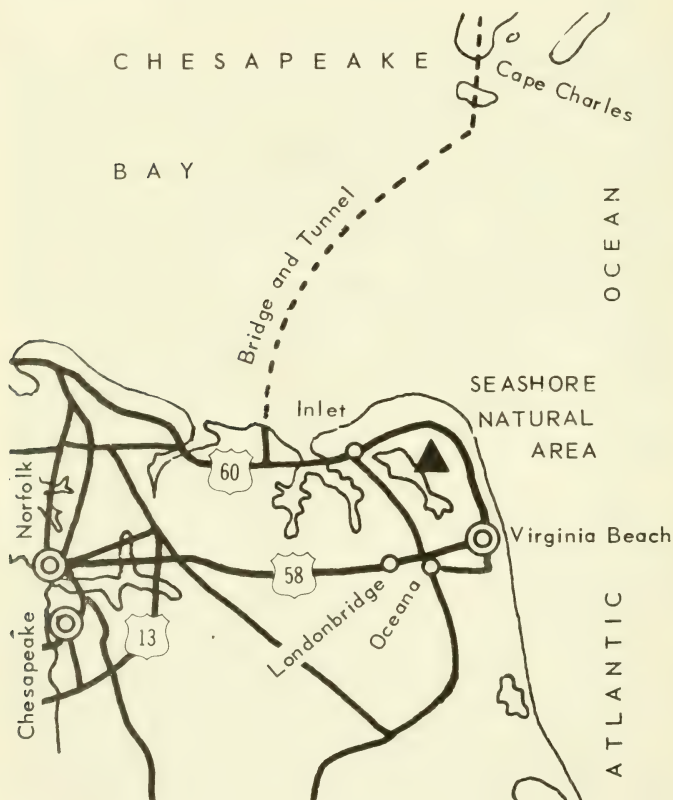 CHESAPEAKE
BAY
Cape Charles
OCEAN
Bridge and Tunnel
SEASHORE
NATURAL
AREA
Inlet
60
Norfolk
Virginia Beach
58
Londonbridge
Oceana
13
Chesapeake
ATLANTIC